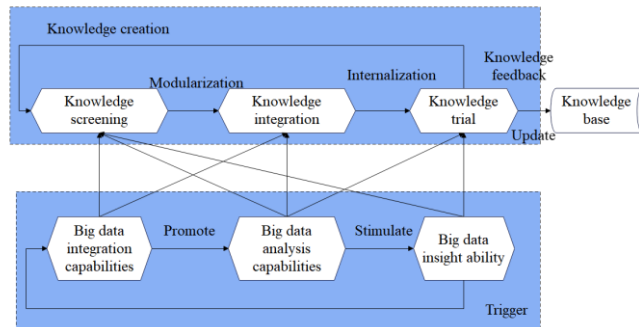 Knowledge creation
Knowledge
feedback
Modularization
Internalization
Knowledge
screening
Knowledge
integration
Knowledge
trial
Knowledge
base
Update
Big data
integration
capabilities
Promote
Big data
analysis
capabilities
Stimulate
Big data
insight ability
Trigger